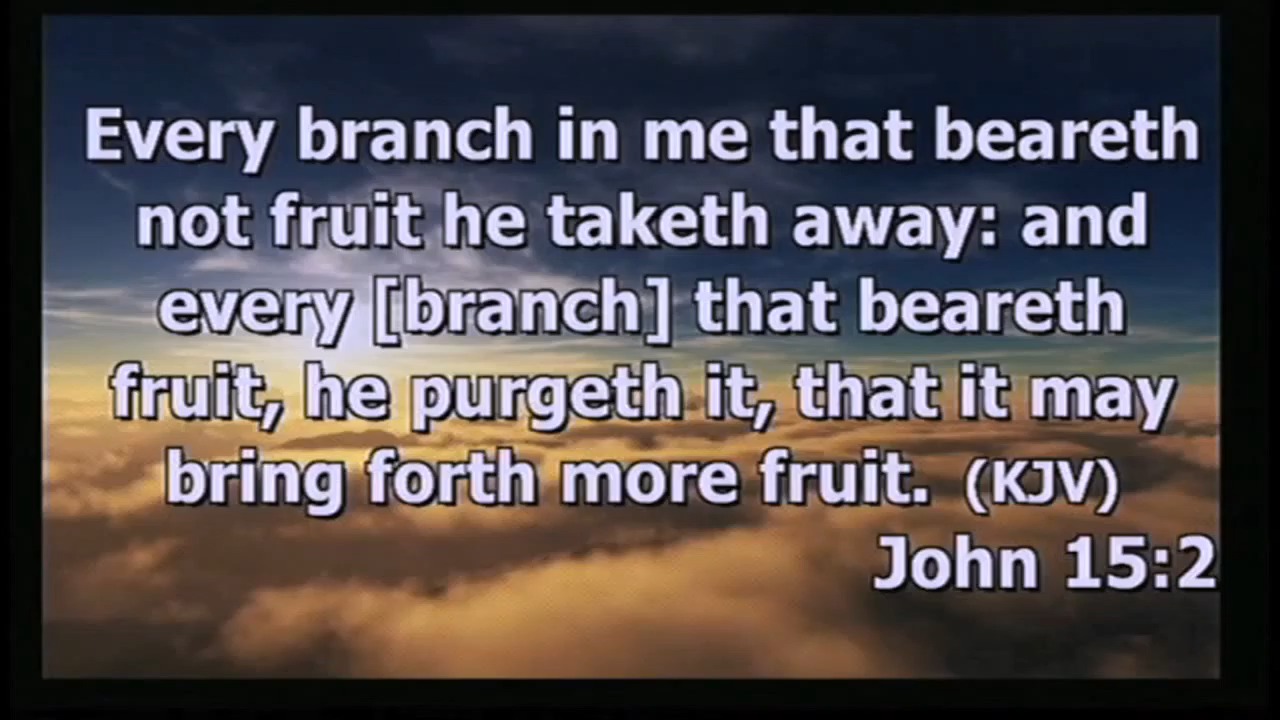 Every branch in me that beareth
not fruit he taketh away: and
every [branch] that beareth
fruit, he purgeth it, that it may
bring forth more fruit. (KJV)
John 15:2